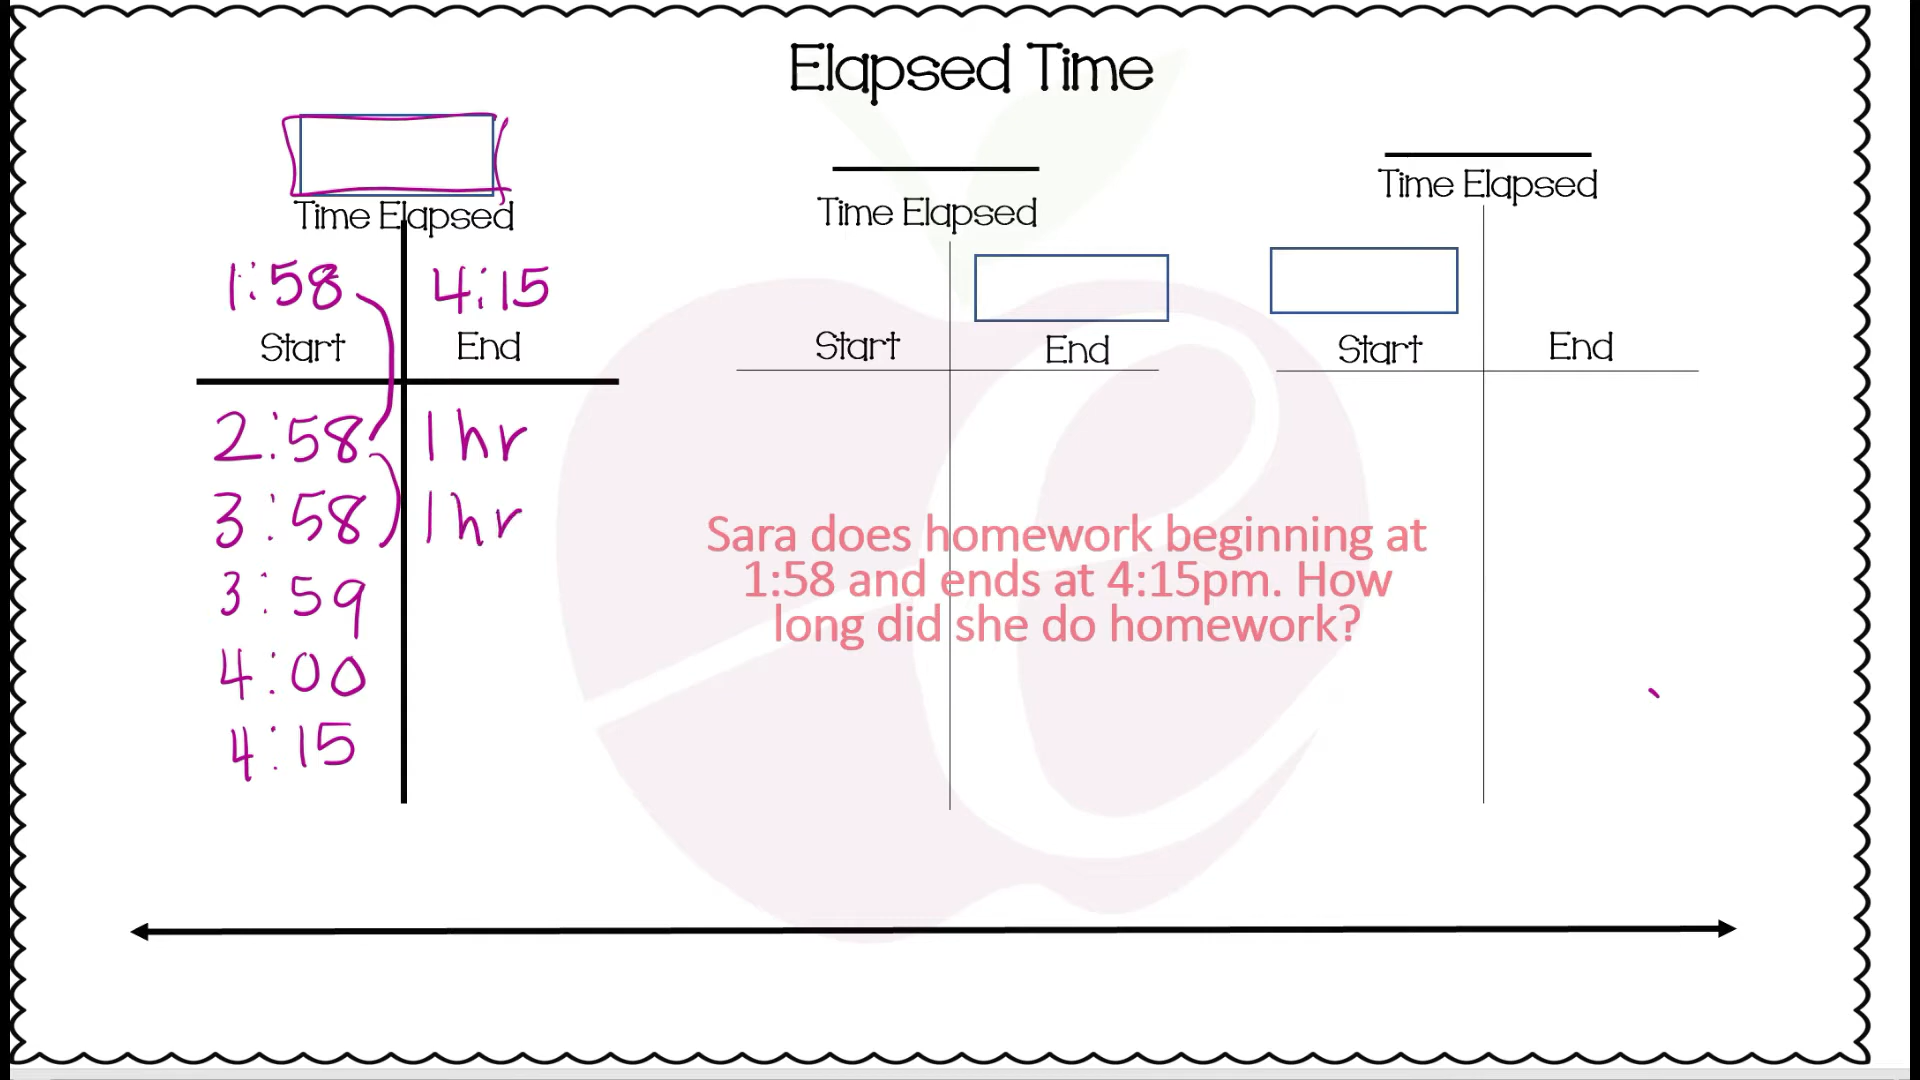 Elapsed Time
Time Elapsed
1:58 4:15
Start End
2:58 1 hr
3:58 1 hr
3:59
4:00
4:15
Time Elapsed
Start End
Time Elapsed
Start End
Sara does homework beginning at
1:58 and ends at 4:15pm. How
long did she do homework?